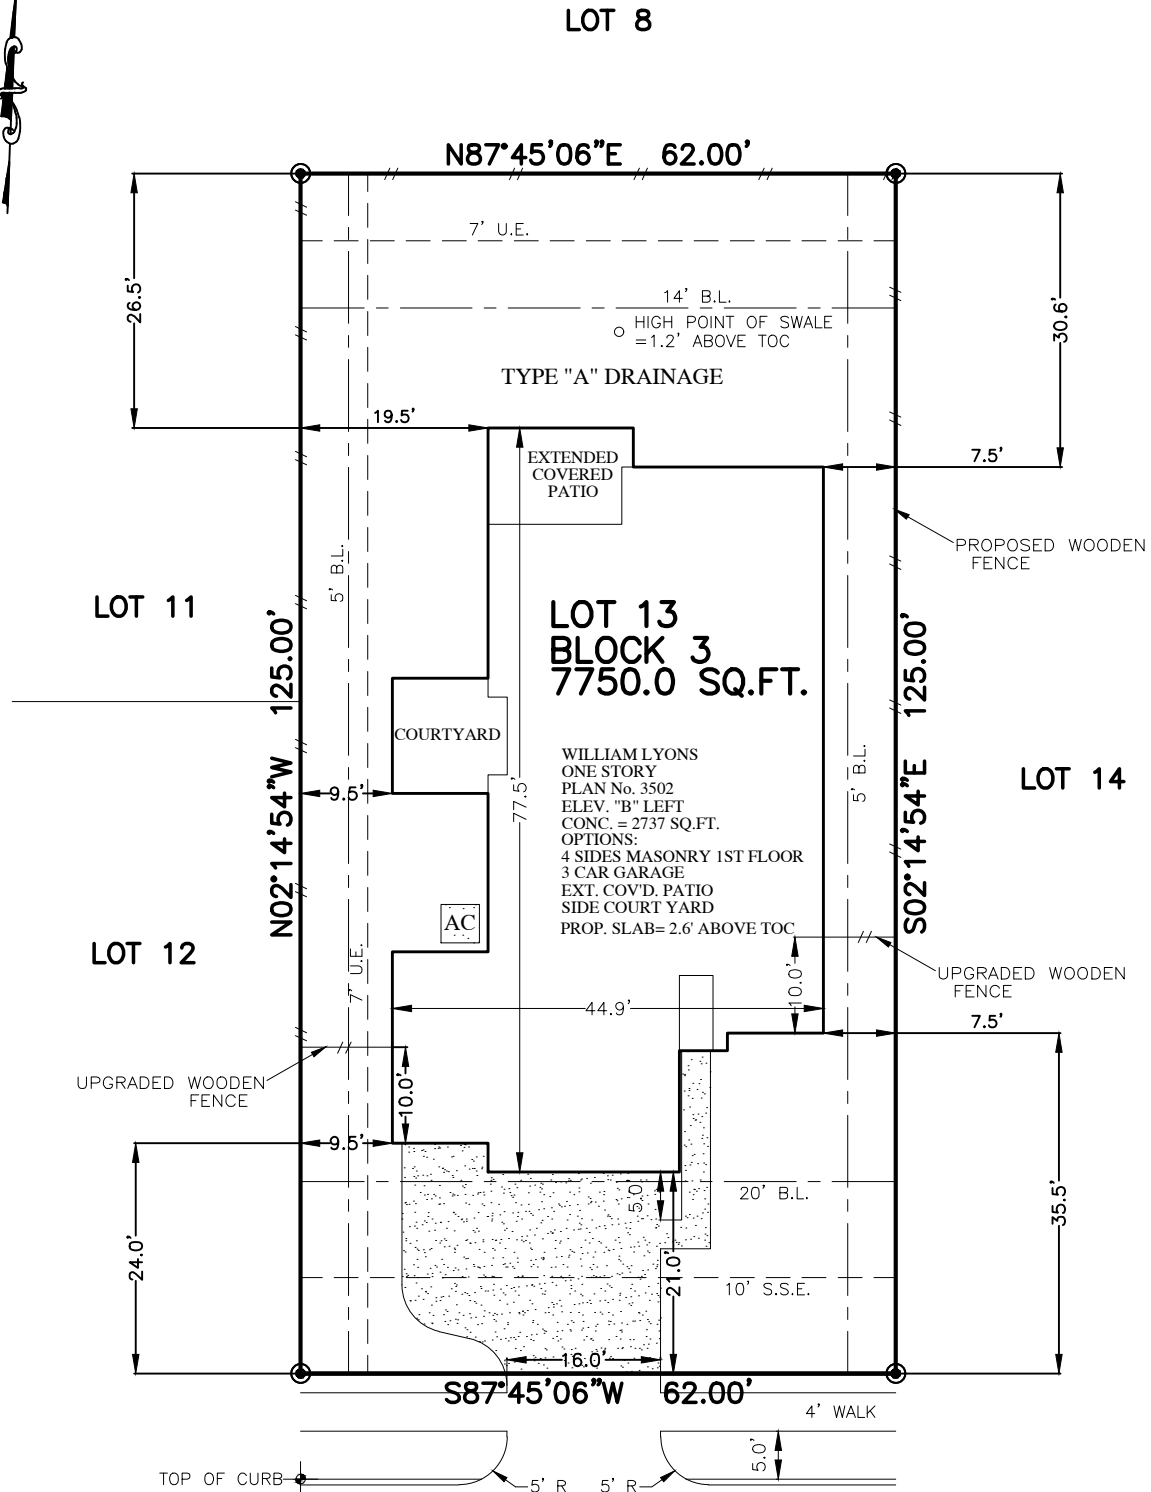 LOT 8
N87°45'06"E 62.00'
7' U.E.
26.5'
14' B.L.
30.6'
HIGH POINT OF SWALE
=1.2' ABOVE TOC
TYPE "A" DRAINAGE
19.5'
EXTENDED
COVERED
PATIO
7.5'
PROPOSED WOODEN
FENCE
5' B.L.
LOT 11
LOT 13
BLOCK 3
7750.0 SQ.FT.
N02°14'54"W 125.00'
S02°14'54"E 125.00'
COURTYARD
WILLIAM LYONS
ONE STORY
PLAN No. 3502
ELEV. "B" LEFT
CONC. = 2737 SQ.FT.
OPTIONS:
4 SIDES MASONRY 1ST FLOOR
3 CAR GARAGE
EXT. COV'D. PATIO
SIDE COURT YARD
PROP. SLAB= 2.6' ABOVE TOC
5' B.L.
LOT 14
9.5'
77.5'
AC
LOT 12
7' U.E.
10.0'
UPGRADED WOODEN
FENCE
44.9'
7.5'
UPGRADED WOODEN
FENCE
10.0'
9.5'
20' B.L.
5.0'
35.5'
24.0'
21.0'
10' S.S.E.
16.0'
S87°45'06"W 62.00'
4' WALK
5.0'
TOP OF CURB
5' R
5' R